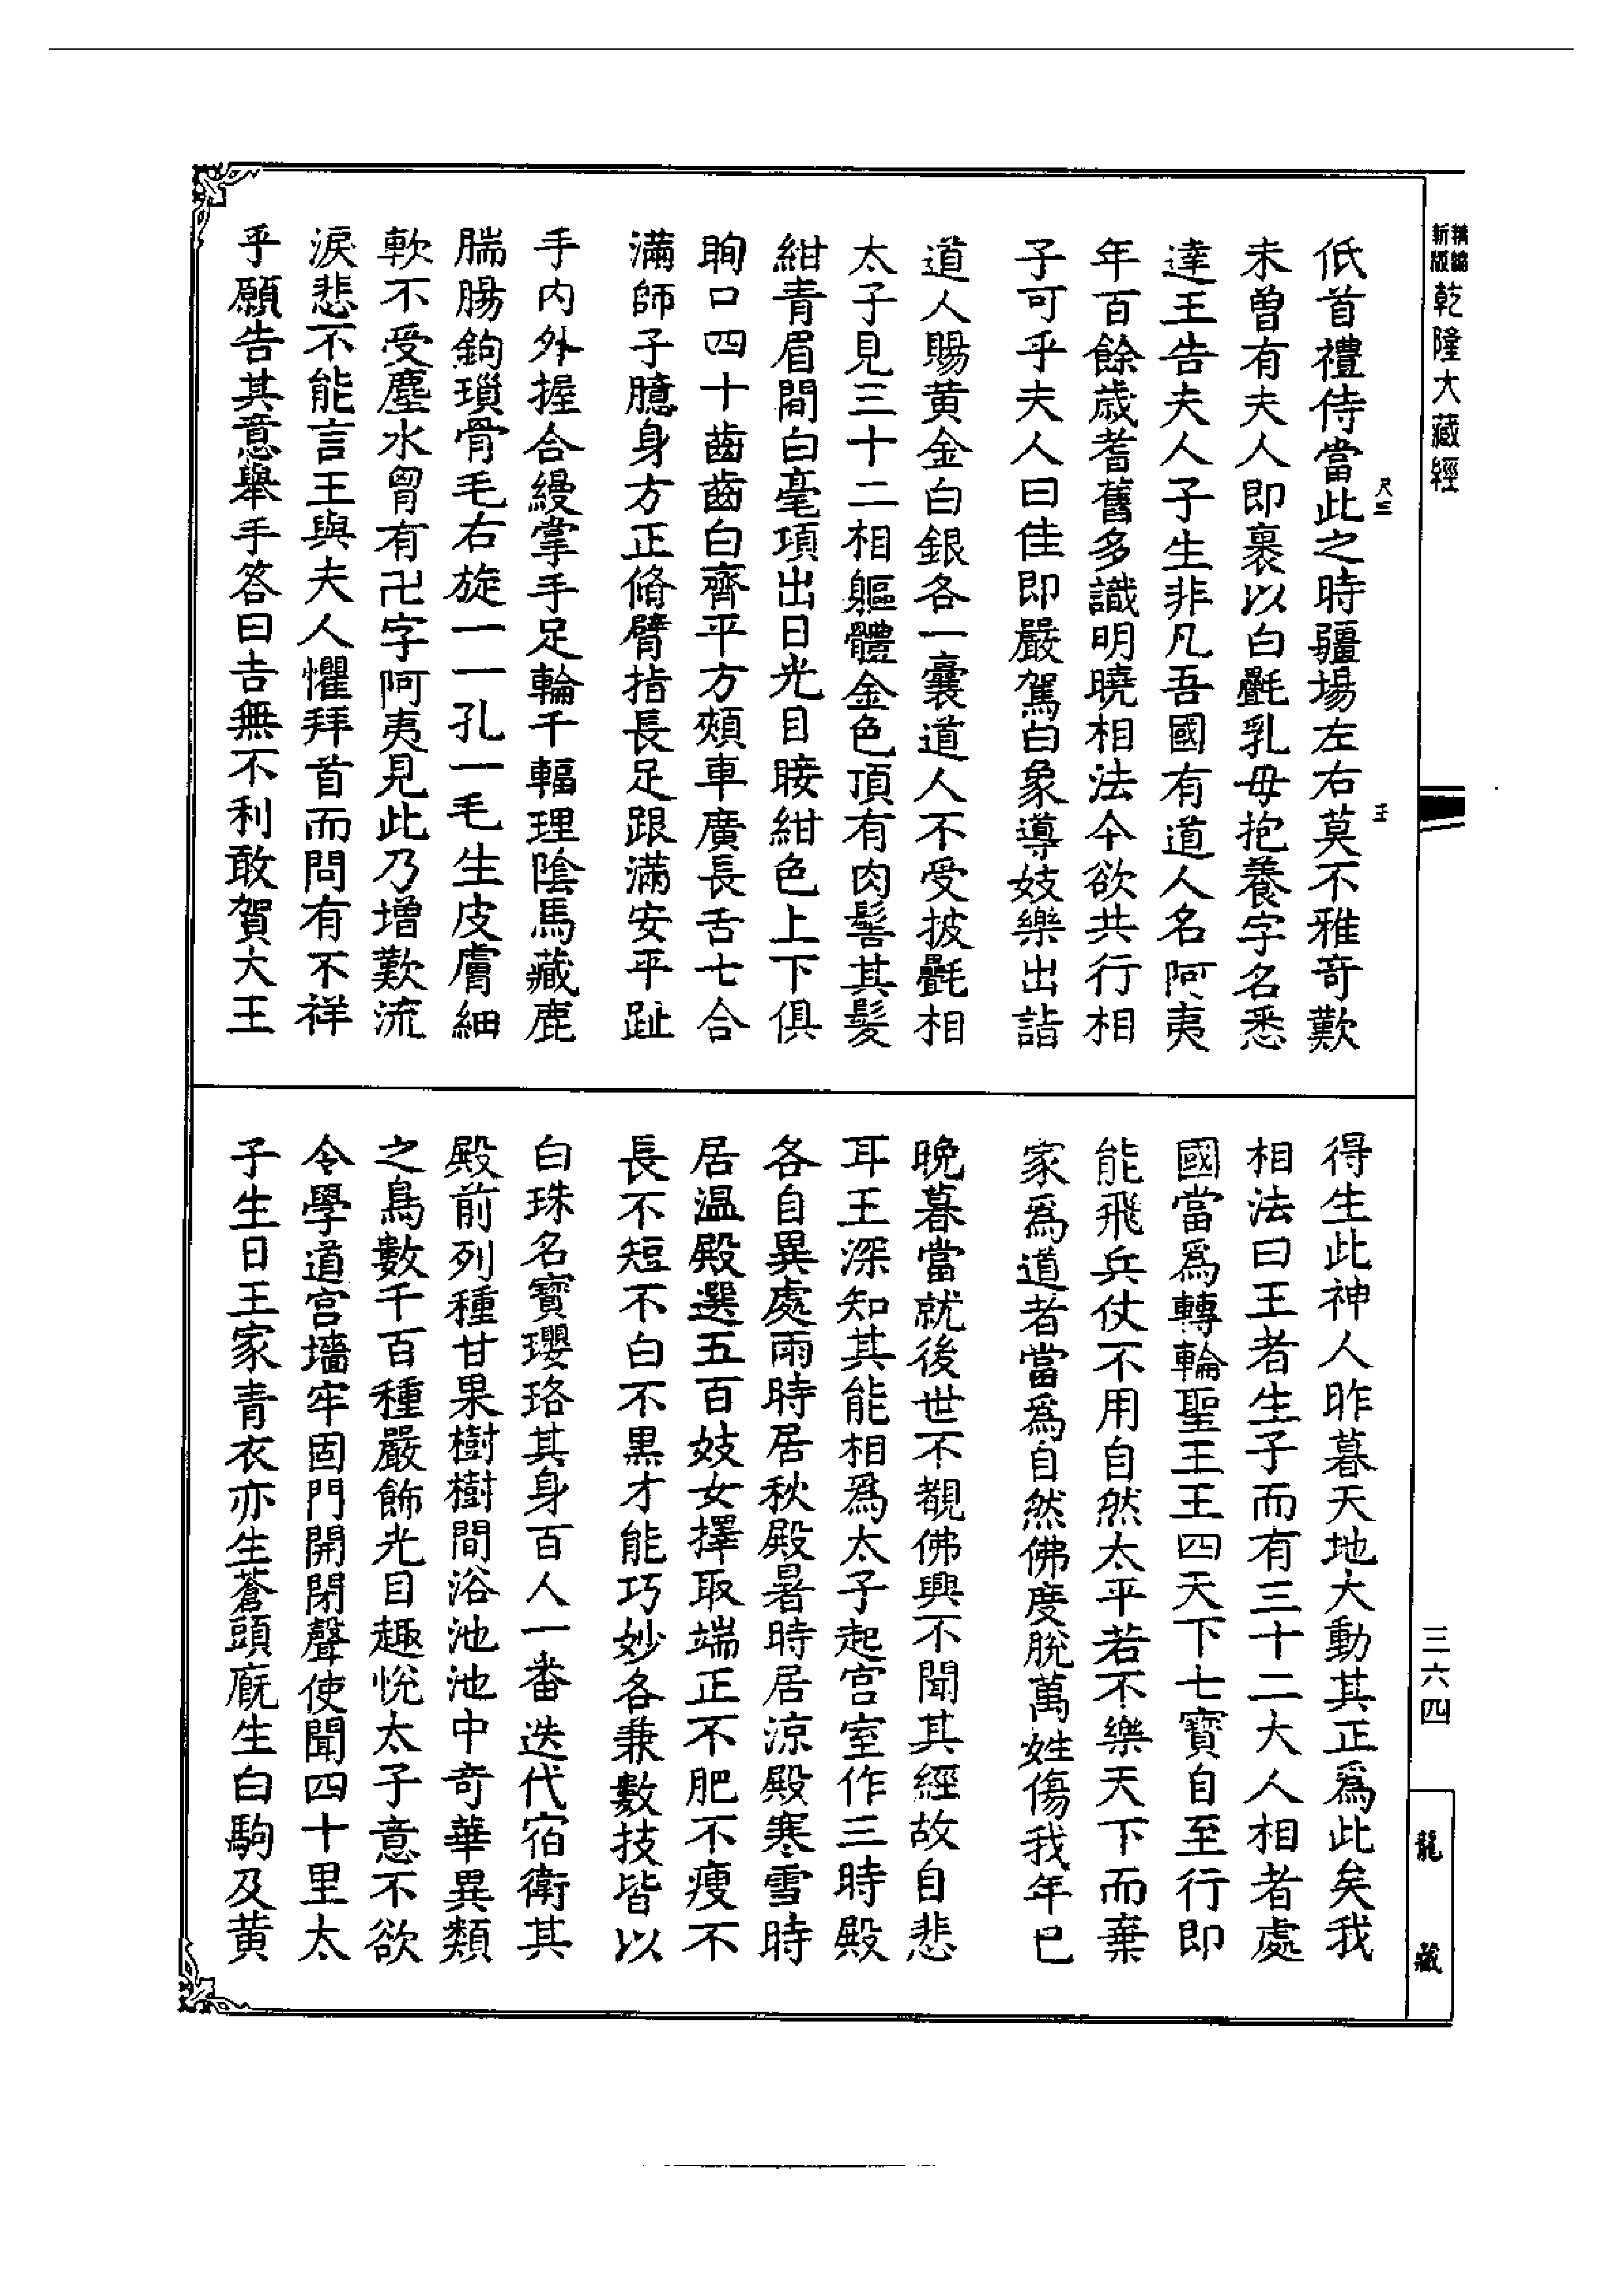 新版
精縮
乾隆大藏經
尺三
王
低首禮侍當此之時疆場左右莫不雅奇歎
未曽有夫人即裹以白㲲乳母抱養字名悉
達王告夫人子生非凡吾國有道人名阿夷
年百餘歲耆舊多識明曉相法今欲共行相
子可乎夫人曰佳即嚴駕白象導妓樂出詣
道人賜黄金白銀各一囊道人不受披㲲相
太子見三十二相軀體金色頂有肉髻其髮
紺青眉間白毫項出日光目睫紺色上下俱
眴口四十齒齒白齊平方頰車廣長舌七合
滿師子臆身方正脩臂指長足跟滿安平趾
手内外握合縵掌手足輪千輻理陰馬藏鹿
腨腸鉤瑣骨毛右旋一一孔一毛生皮膚細
軟不受塵水胷有卍字阿夷見此乃增歎流
淚悲不能言王與夫人懼拜首而問有不祥
乎願告其意舉手答曰吉無不利敢賀大王
得生此神人昨暮天地大動其正爲此矣我
相法曰王者生子而有三十二大人相者處
國當爲轉輪聖王王四天下七寶自至行即
能飛兵仗不用自然太平若不樂天下而棄
家爲道者當爲自然佛度脫萬姓傷我年已
晚暮當就後世不覩佛興不聞其經故自悲
耳王深知其能相爲太子起宫室作三時殿
各自異處雨時居秋殿暑時居涼殿寒雪時
居温殿選五百妓女擇取端正不肥不瘦不
長不短不白不黒才能巧妙各兼數技皆以
白珠名寳瓔珞其身百人一番迭代宿衛其
殿前列種甘果樹樹間浴池池中奇華異類
之鳥數千百種嚴飾光目趣悅太子意不欲
令學道宫墻牢固門開閉聲使聞四十里太
子生日王家青衣亦生蒼頭廐生白駒及黄
三六四
龍藏